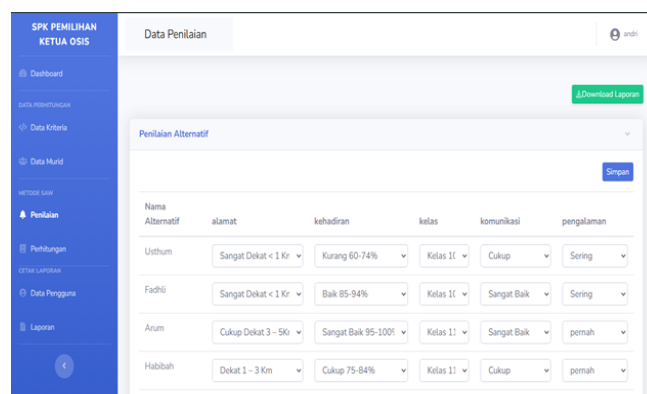 SPK PEMILIHAN
KETUA OSIS
Data Penilaian
andri
Dashboard
Download Laporan
DATA PERHITUNGAN
Data Kriteria
Penilaian Alternatif
Data Murid
Simpan
METODE SAW
Penilaian
Nama
Alternatif alamat kehadiran kelas komunikasi pengalaman
Perhitungan
Usthum Sangat Dekat < 1 Kr Kurang 60-74% Kelas 1( Cukup Sering
CETAK LAPORAN
Data Pengguna
Fadhli Sangat Dekat < 1 Kr Baik 85-94% Kelas 1( Sangat Baik Sering
Laporan
Arum Cukup Dekat 3 – 5Kr Sangat Baik 95-100% Kelas 11 Sangat Baik pernah
Habibah Dekat 1 – 3 Km Cukup 75-84% Kelas 11 Cukup pernah